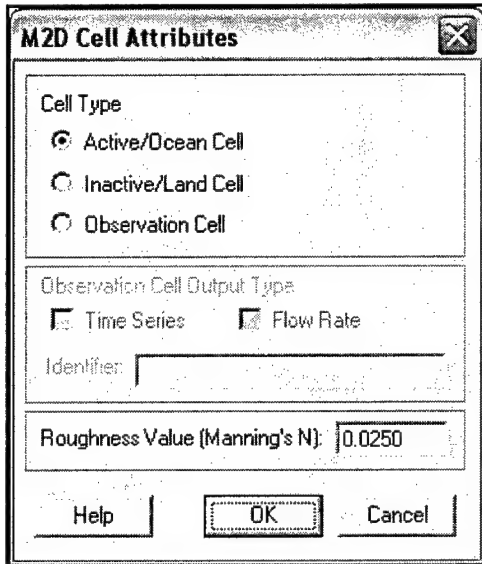 M2D Cell Attributes
Cell Type
Active/Ocean Cell
Inactive/Land Cell
Observation Cell
Observation Cell Output Type
Time Series Flow Rate
Identifier:
Roughness Value (Manning's N): 0.0250
Help OK Cancel